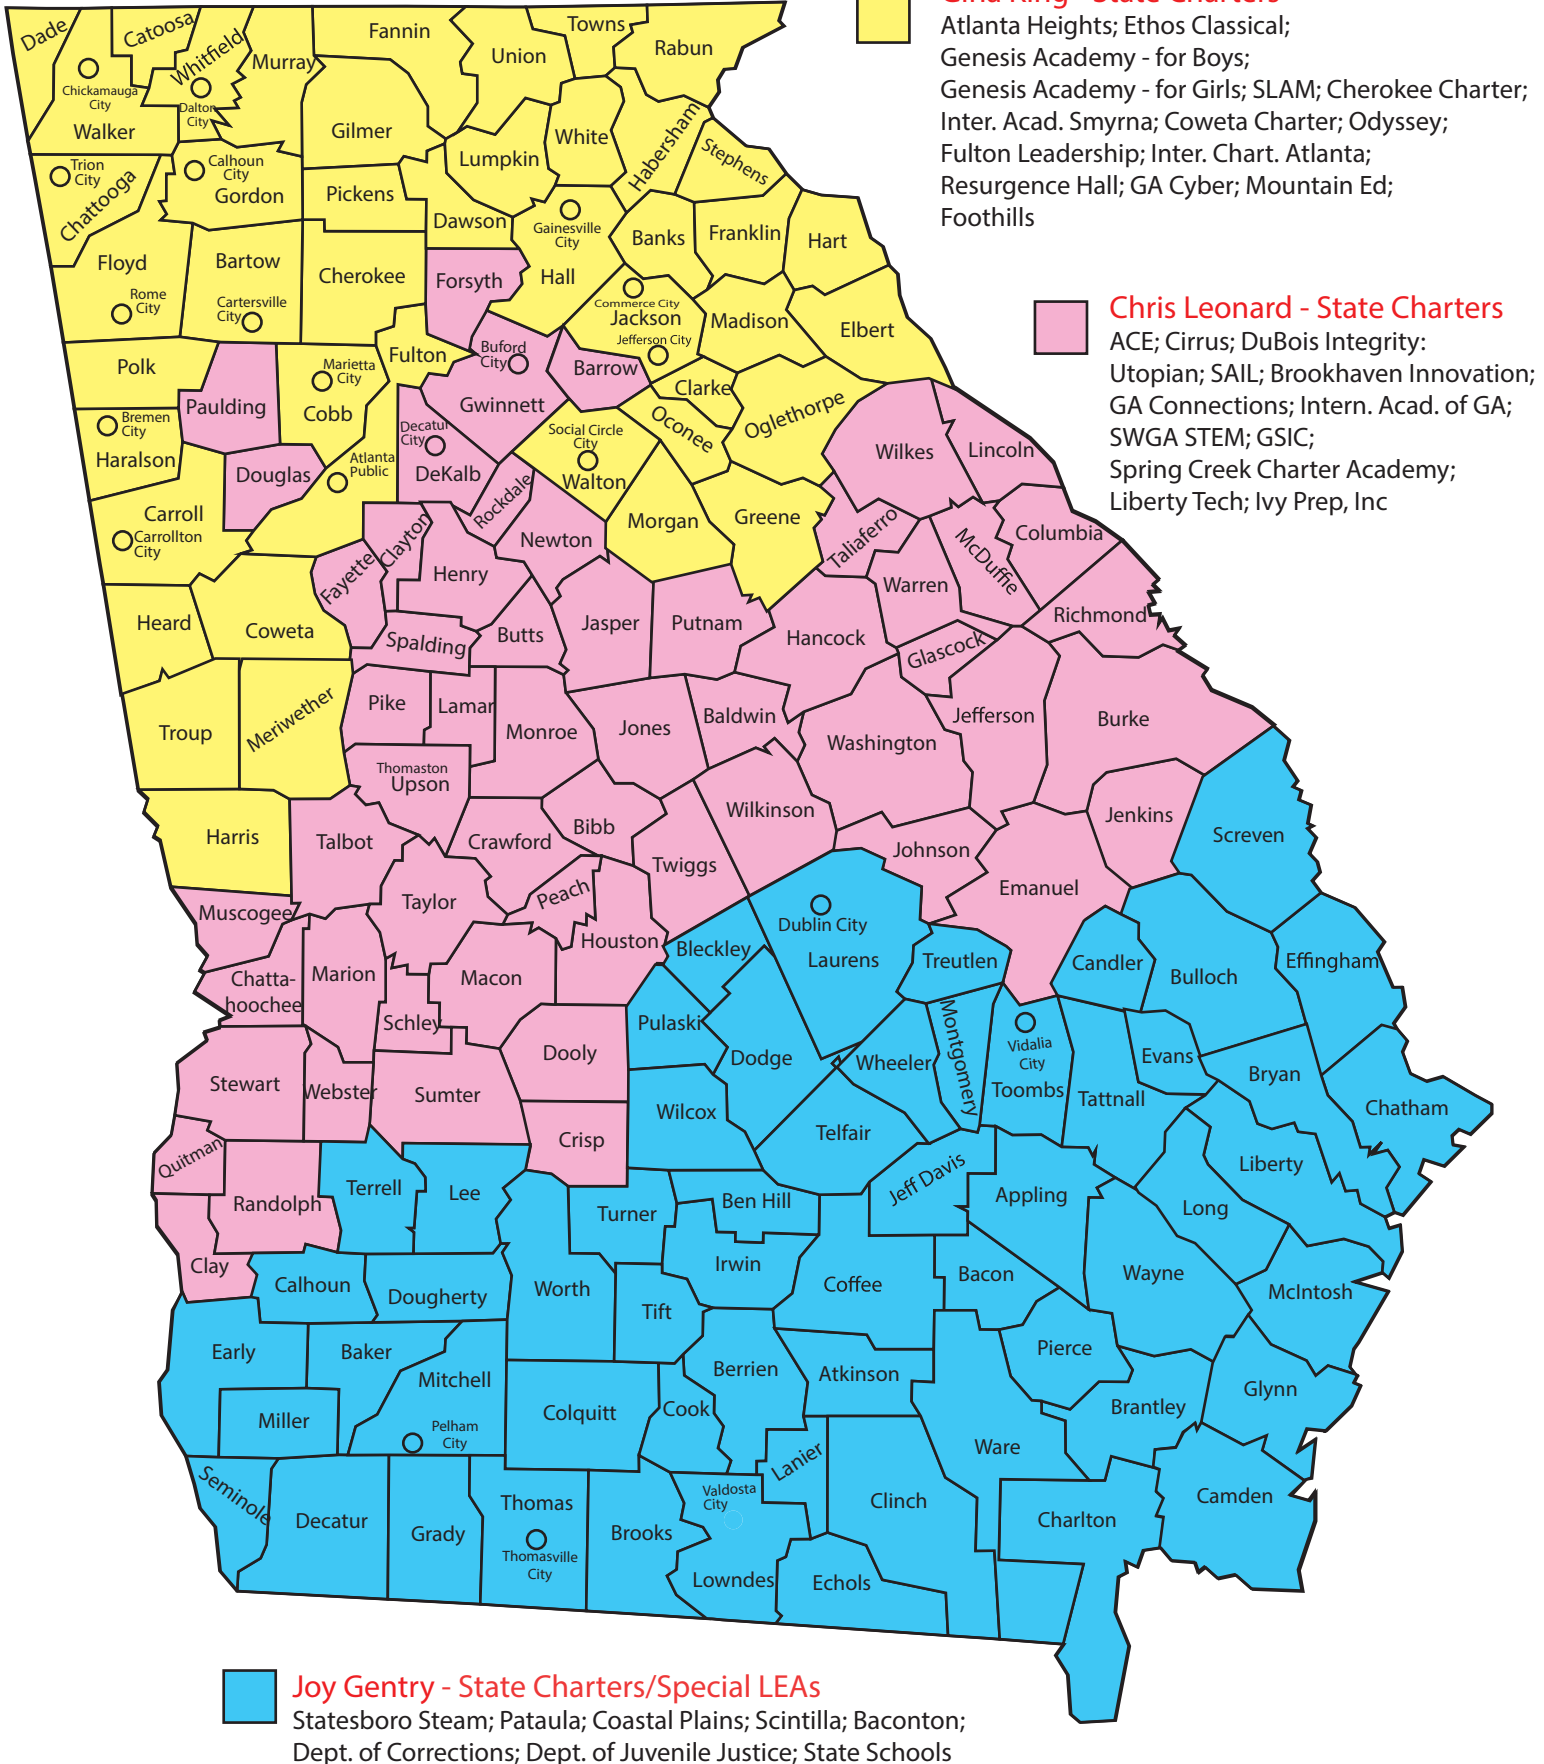 Gina King - State Charters
Atlanta Heights; Ethos Classical;
Genesis Academy - for Boys;
Genesis Academy - for Girls; SLAM; Cherokee Charter;
Inter. Acad. Smyrna; Coweta Charter; Odyssey;
Fulton Leadership; Inter. Chart. Atlanta;
Resurgence Hall; GA Cyber; Mountain Ed;
Foothills
Chris Leonard - State Charters
ACE; Cirrus; DuBois Integrity:
Utopian; SAIL; Brookhaven Innovation;
GA Connections; Intern. Acad. of GA;
SWGA STEM; GSIC;
Spring Creek Charter Academy;
Liberty Tech; Ivy Prep, Inc
Dade
Catoosa
Whitfield
Murray
Fannin
Union
Towns
Rabun
Chickamauga
City
Dalton
City
Walker
Gilmer
White
Lumpkin
Habersham
Stephens
Trion
City
Chattooga
Calhoun
City
Gordon
Pickens
Dawson
Gainesville
City
Hall
Banks
Franklin
Hart
Floyd
Rome
City
Bartow
Cartersville
City
Cherokee
Forsyth
Commerce City
Jackson
Jefferson City
Madison
Elbert
Polk
Fulton
Buford
City
Barrow
Marietta
City
Cobb
Paulding
Gwinnett
Clarke
Oconee
Oglethorpe
Bremen
City
Haralson
Decatur
City
DeKalb
Social Circle
City
Walton
Wilkes
Lincoln
Douglas
Atlanta
Public
Rockdale
Carroll
Carrollton
City
Clayton
Fayette
Henry
Newton
Morgan
Greene
Taliaferro
McDuffie
Columbia
Warren
Richmond
Heard
Coweta
Spalding
Butts
Jasper
Putnam
Hancock
Glascock
Troup
Meriwether
Pike
Lamar
Monroe
Jones
Baldwin
Washington
Jefferson
Burke
Thomaston
Upson
Harris
Talbot
Crawford
Bibb
Twiggs
Wilkinson
Johnson
Jenkins
Screven
Emanuel
Muscogee
Taylor
Peach
Houston
Bleckley
Dublin City
Laurens
Treutlen
Candler
Bulloch
Effingham
Chatta-
hoochee
Marion
Schley
Macon
Dooly
Pulaski
Dodge
Wheeler
Montgomery
Vidalia
City
Toombs
Tattnall
Evans
Bryan
Chatham
Stewart
Webster
Sumter
Crisp
Wilcox
Telfair
Quitman
Randolph
Terrell
Lee
Turner
Ben Hill
Jeff Davis
Appling
Long
Liberty
Clay
Calhoun
Dougherty
Worth
Tift
Irwin
Coffee
Bacon
Wayne
McIntosh
Early
Baker
Mitchell
Berrien
Atkinson
Pierce
Glynn
Miller
Pelham
City
Colquitt
Cook
Lanier
Brantley
Ware
Seminole
Decatur
Grady
Thomas
Thomasville
City
Brooks
Valdosta
City
Lowndes
Echols
Clinch
Charlton
Camden
Joy Gentry - State Charters/Special LEAs
Statesboro Steam; Pataula; Coastal Plains; Scintilla; Baconton;
Dept. of Corrections; Dept. of Juvenile Justice; State Schools